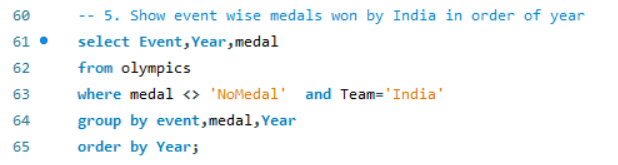 60 -- 5. Show event wise medals won by India in order of year
61 select Event,Year,medal
62 from olympics
63 where medal <> 'NoMedal'  and Team='India'
64 group by event,medal,Year
65 order by Year;